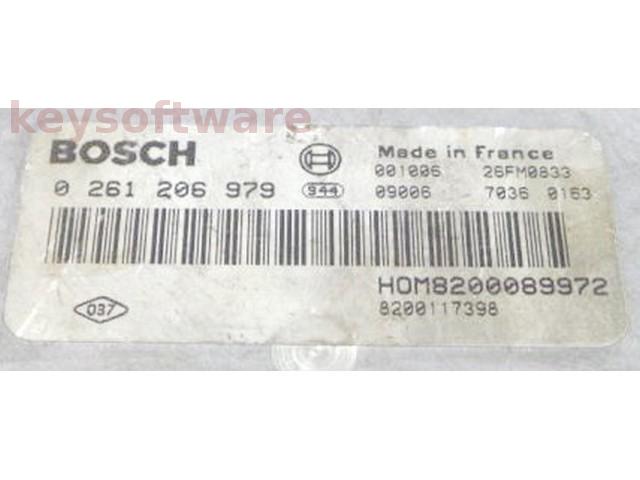 keysoftware
BOSCH
0 261 206 979
944
Made in France
001006 26FM0833
09006 7036 0163
HOM8200089972
037
8200117398